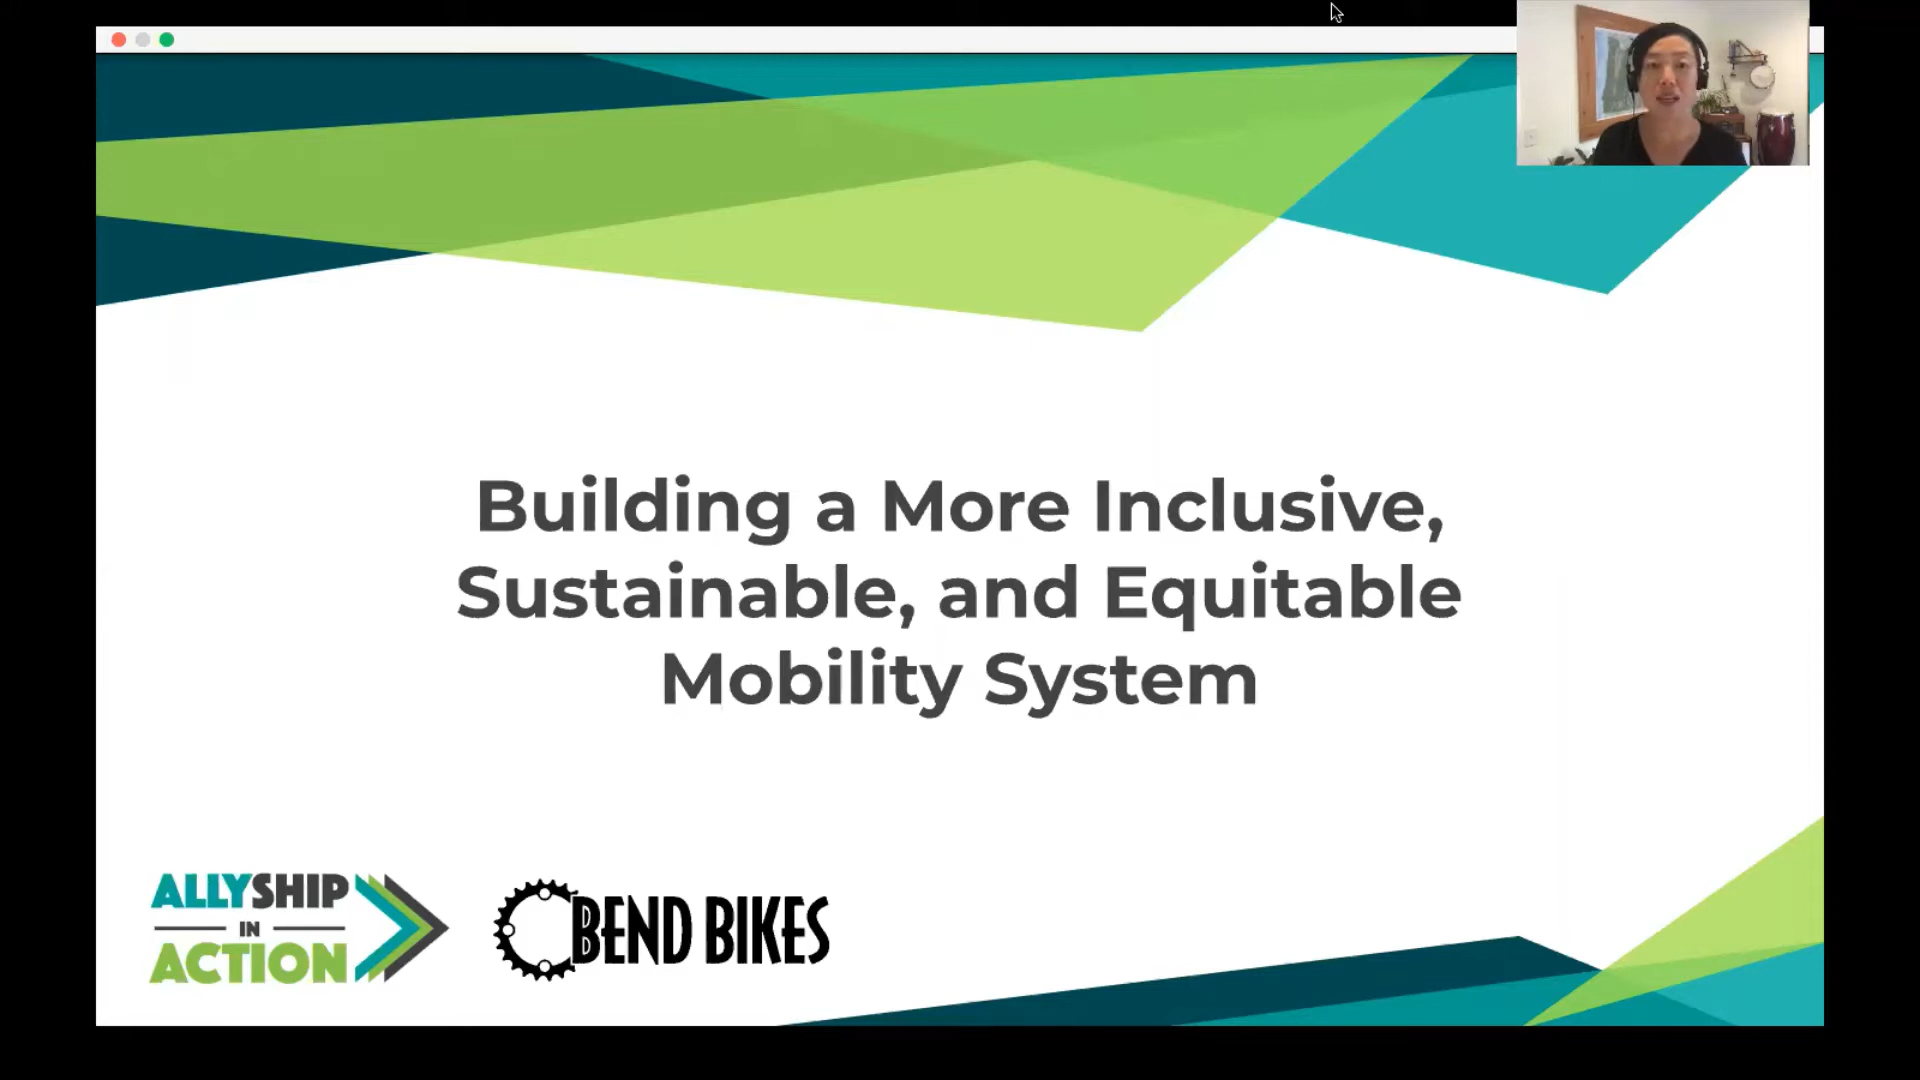 Building a More Inclusive,
Sustainable, and Equitable
Mobility System
ALLYSHIP
IN
ACTION
BEND BIKES